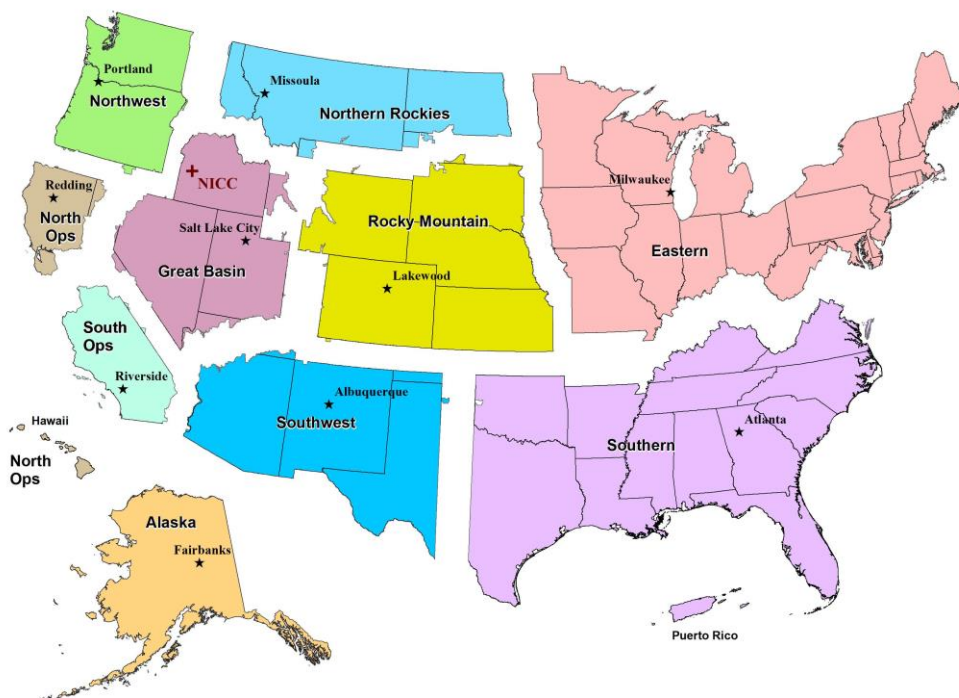 Portland
Northwest
Missoula
Northern Rockies
NICC
Redding
North
Ops
Salt Lake City
Great Basin
Rocky Mountain
Lakewood
Milwaukee
Eastern
South
Ops
Riverside
Albuquerque
Southwest
Atlanta
Southern
Hawaii
North
Ops
Alaska
Fairbanks
Puerto Rico